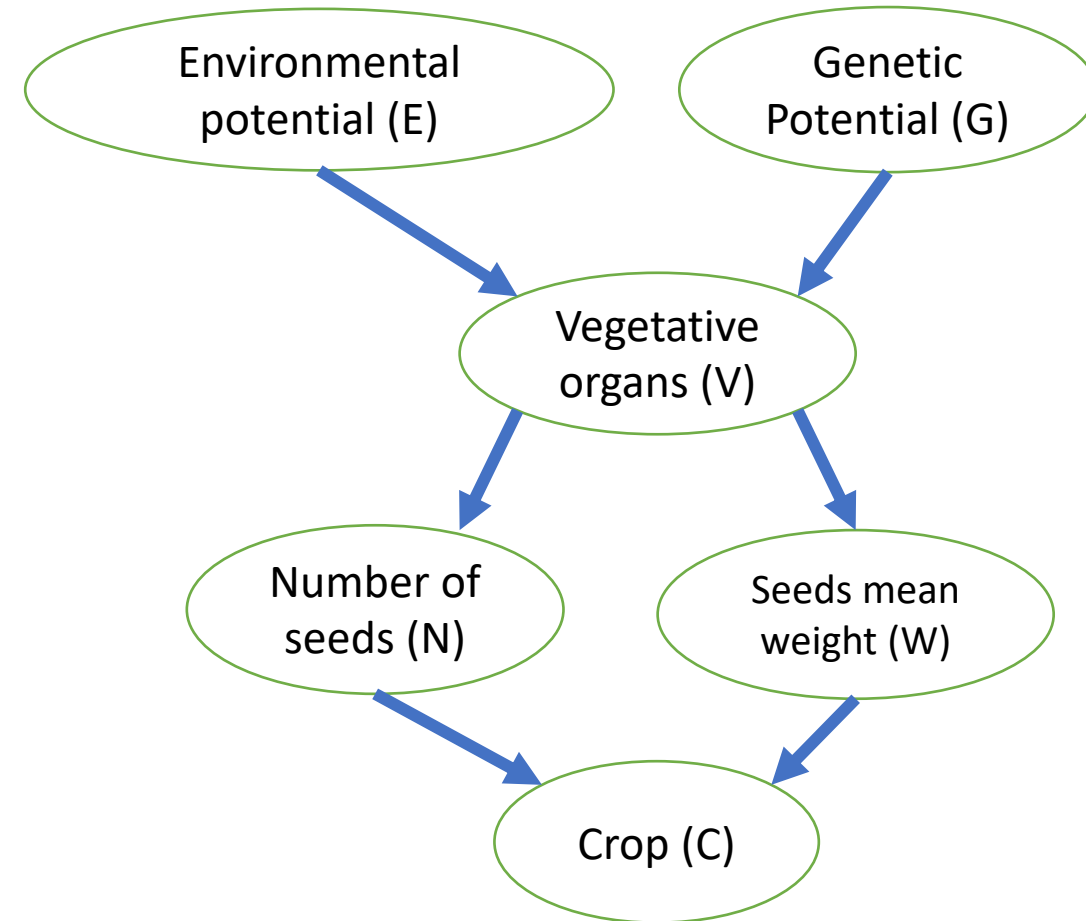 Environmental
potential (E)
Genetic
Potential (G)
Vegetative
organs (V)
Number of
seeds (N)
Seeds mean
weight (W)
Crop (C)